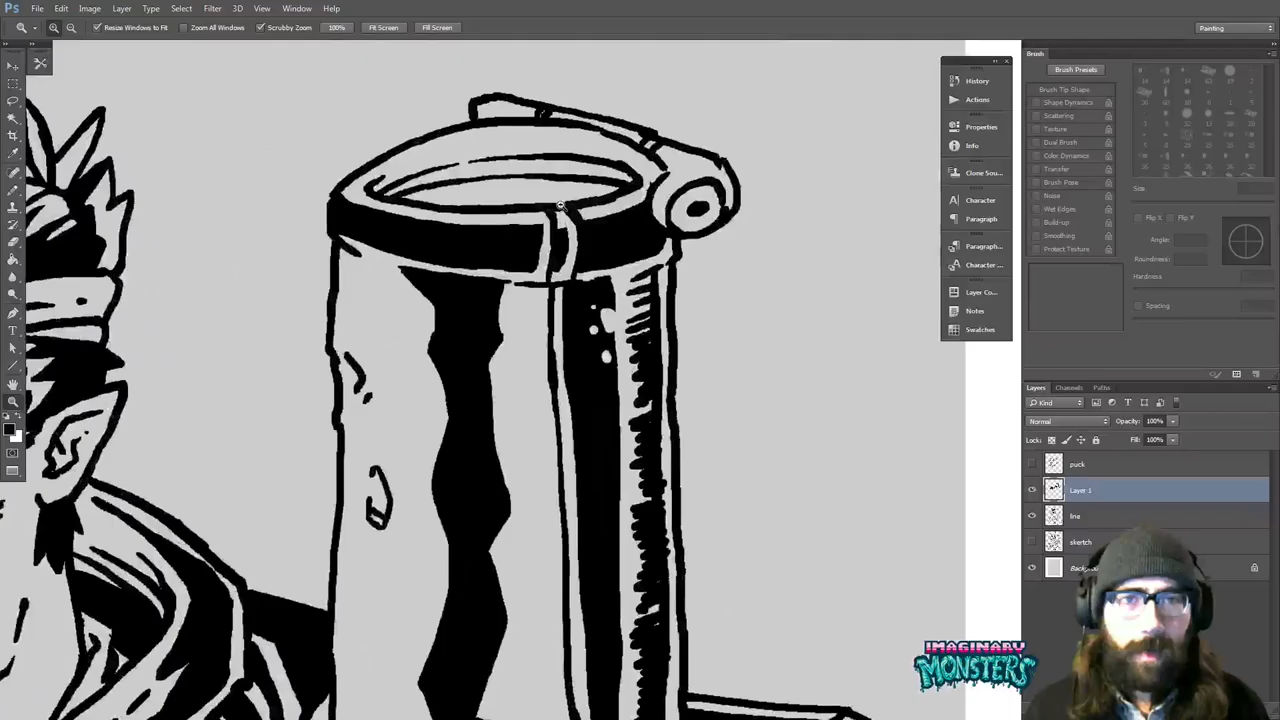 Ps File Edit Image Layer Type Select Filter 3D View Window Help
Resize Windows to Fit Zoom All Windows Scrubby Zoom 100% Fit Screen Fill Screen Painting
History
Actions
Properties
Info
Clone Sou...
Character
Paragraph
Paragraph...
Character ...
Layer Co...
Notes
Swatches
Brush
Brush Presets
Brush Tip Shape
Shape Dynamics
Scattering
Texture
Dual Brush
Color Dynamics
Transfer
Brush Pose
Noise
Wet Edges
Build-up
Smoothing
Protect Texture
Size
Flip X Flip Y
Angle:
Roundness:
Hardness
Spacing
Layers Channels Paths
Kind
Normal Opacity: 100%
Lock: Fill: 100%
puck
Layer 1
line
skertch
IMAGINARY
MONSTERS